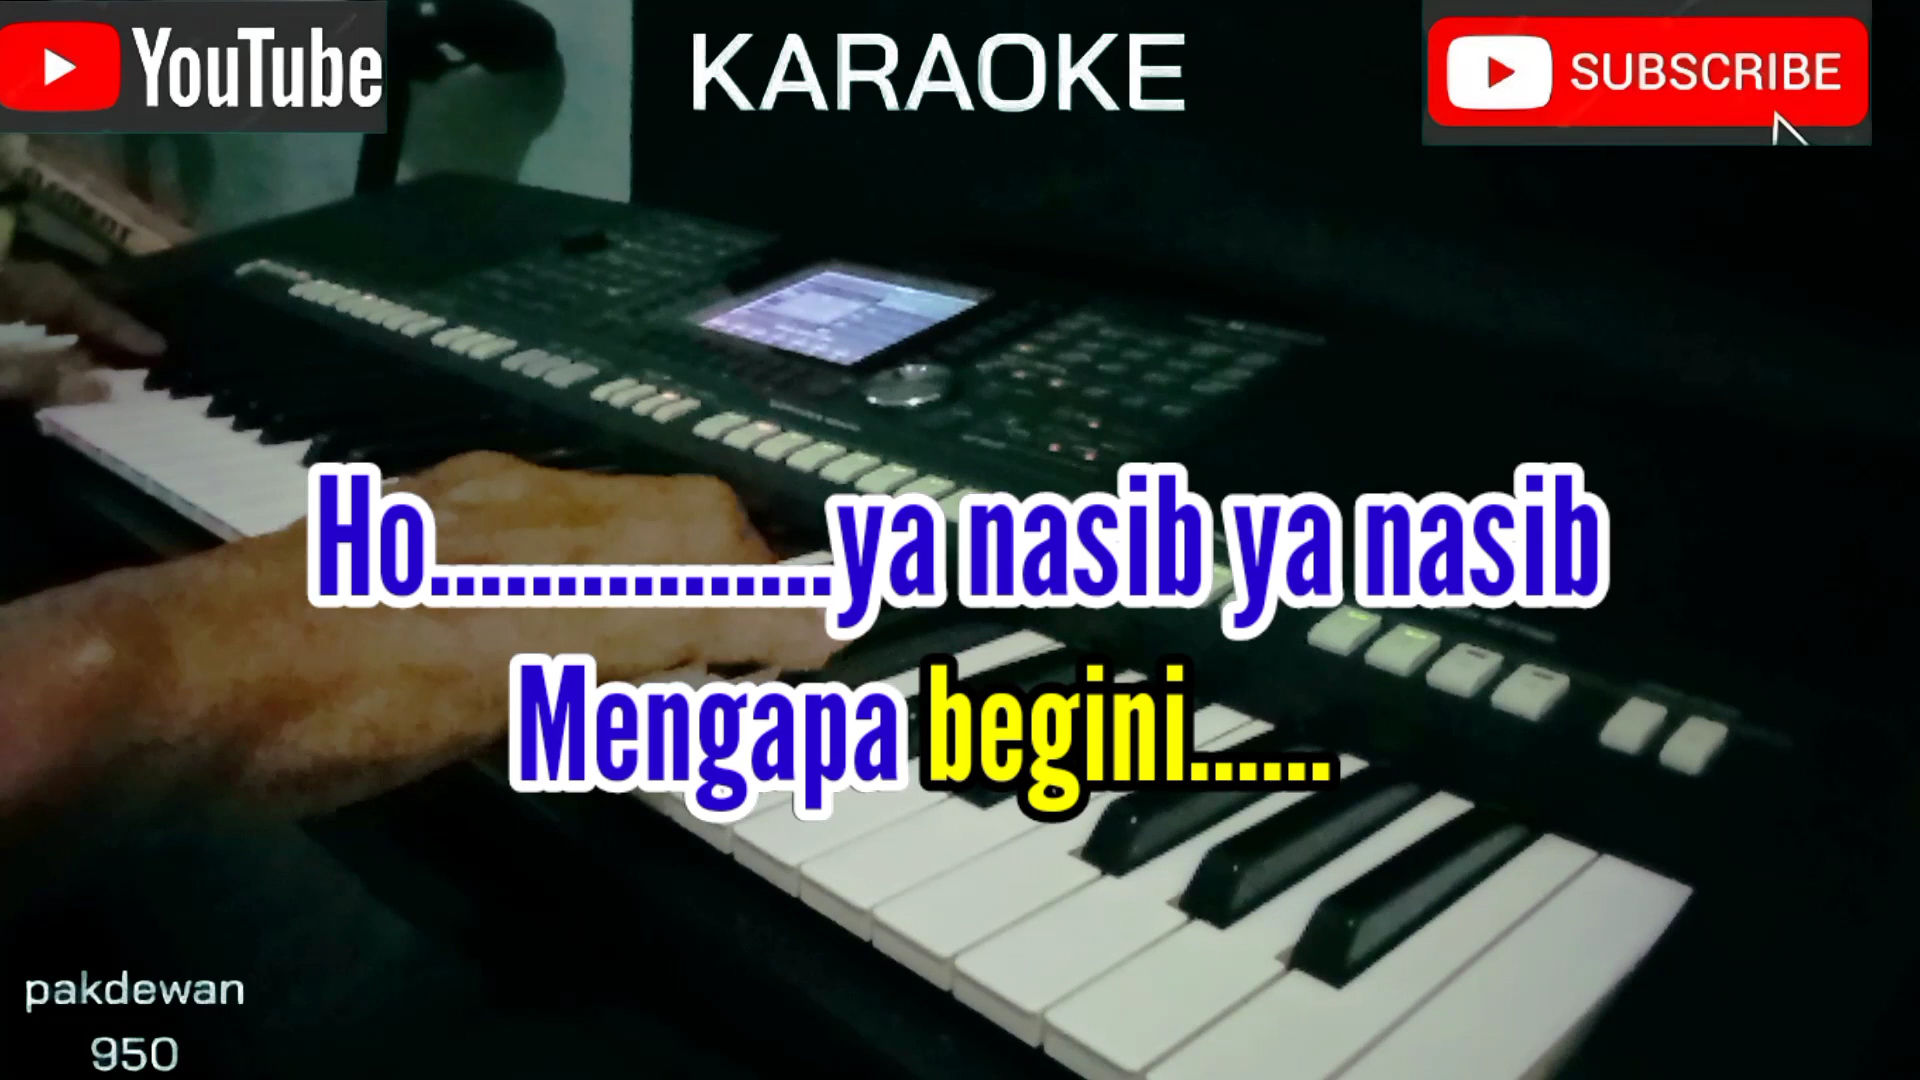 YouTube
KARAOKE
SUBSCRIBE
Ho................ya nasib ya nasib
Mengapa begini......
pakdewan
950